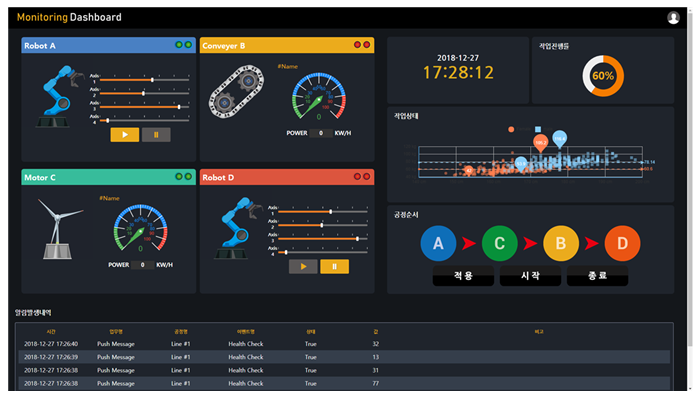 Monitoring Dashboard
Robot A
Axis 1
Axis 2
Axis 3
Axis 4
Conveyer B
#Name
POWER 0 KW/H
2018-12-27
17:28:12
작업진행률
60%
작업상태
78.14
Motor C
#Name
POWER 0 KW/H
Robot D
Axis 1
Axis 2
Axis 3
Axis 4
공정순서
A C B D
적용 시작 종료
알림발생내역
시간 업무명 공정명 이벤트명 상태 값 비고
2018-12-27 17:26:40 Push Message Line #1 Health Check True 32
2018-12-27 17:26:39 Push Message Line #1 Health Check True 13
2018-12-27 17:26:38 Push Message Line #1 Health Check True 31
2018-12-27 17:26:38 Push Message Line #1 Health Check True 77